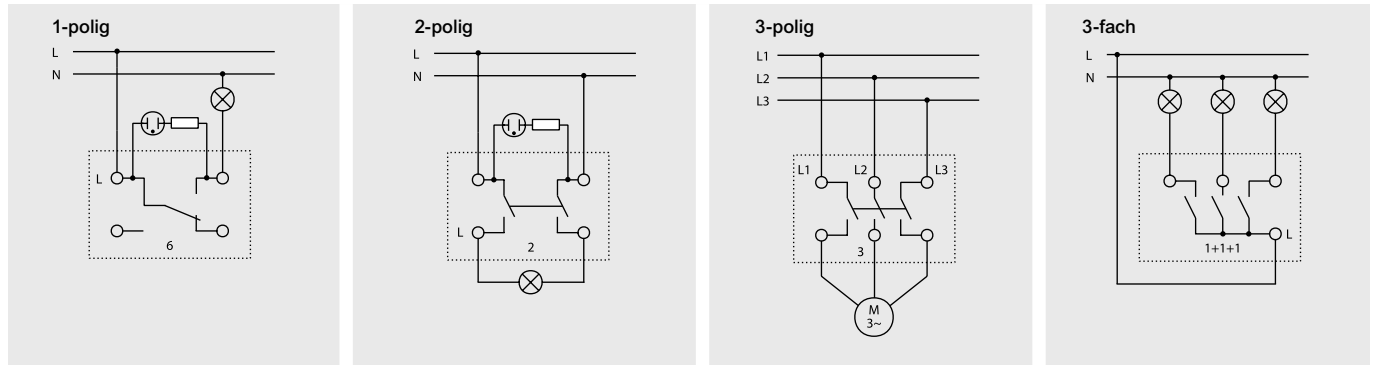 1-polig
L
N
L
6
2-polig
L
N
L
2
3-polig
L1
L2
L3
L1 L2 L3
3
M
3~
3-fach
L
N
L
1+1+1